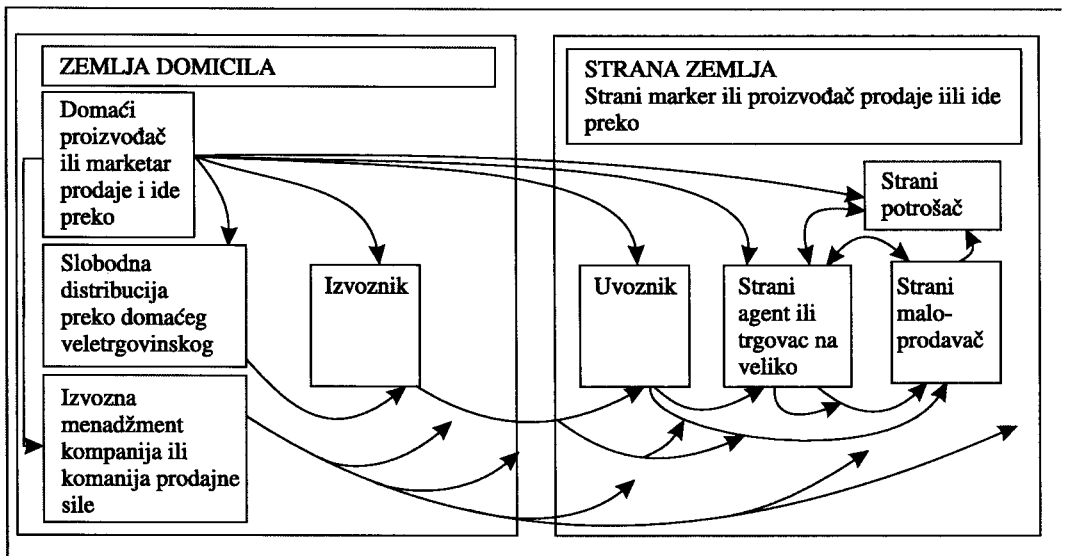 ZEMLJA DOMICILA
Domaći
proizvođač
ili marketar
prodaje i ide
preko
Slobodna
distribucija
preko domaćeg
veletrgovinskog
Izvozna
menadžment
kompanija ili
komanija prodajne
sile
Izvoznik
STRANA ZEMLJA
Strani marker ili proizvođač prodaje iili ide
preko
Strani
potrošač
Uvoznik
Strani
agent ili
trgovac na
veliko
Strani
malo-
prodavač